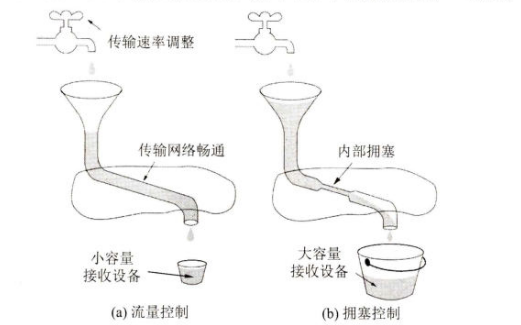 传输速率调整
传输网络畅通
小容量
接收设备
(a) 流量控制
内部拥塞
大容量
接收设备
(b) 拥塞控制